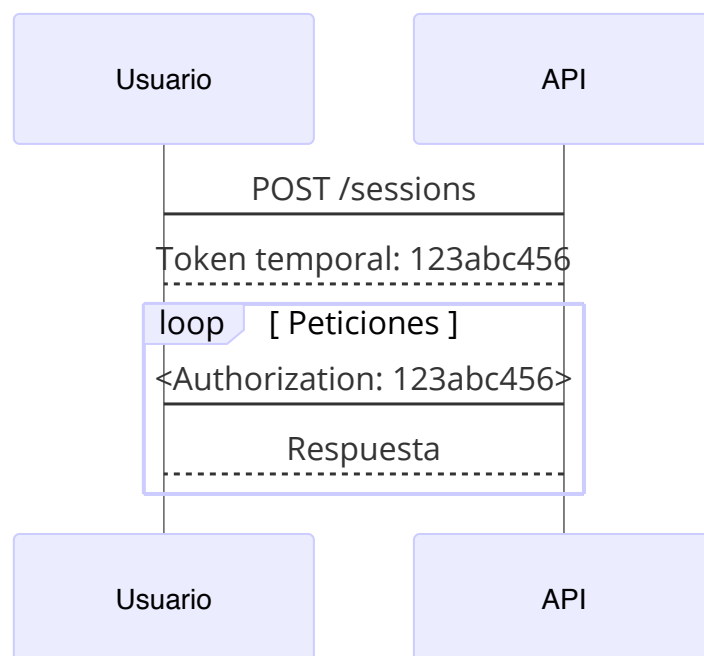 Usuario
API
POST /sessions
Token temporal: 123abc456
loop [ Peticiones ]
<Authorization: 123abc456>
Respuesta
Usuario
API